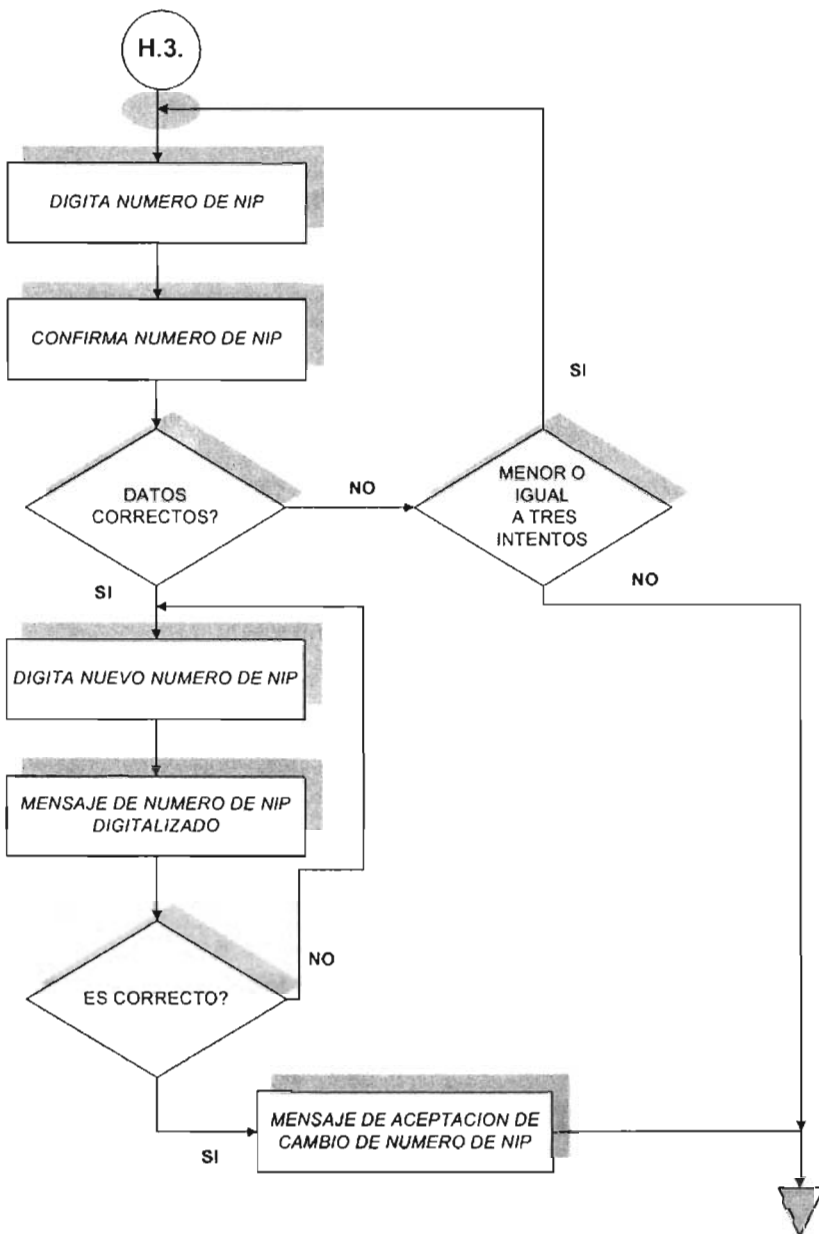 H.3.
DIGITA NUMERO DE NIP
CONFIRMA NUMERO DE NIP
SI
DATOS
CORRECTOS?
NO
MENOR O
IGUAL
A TRES
INTENTOS
SI
NO
DIGITA NUEVO NUMERO DE NIP
MENSAJE DE NUMERO DE NIP
DIGITALIZADO
NO
ES CORRECTO?
SI
MENSAJE DE ACEPTACION DE
CAMBIO DE NUMERO DE NIP